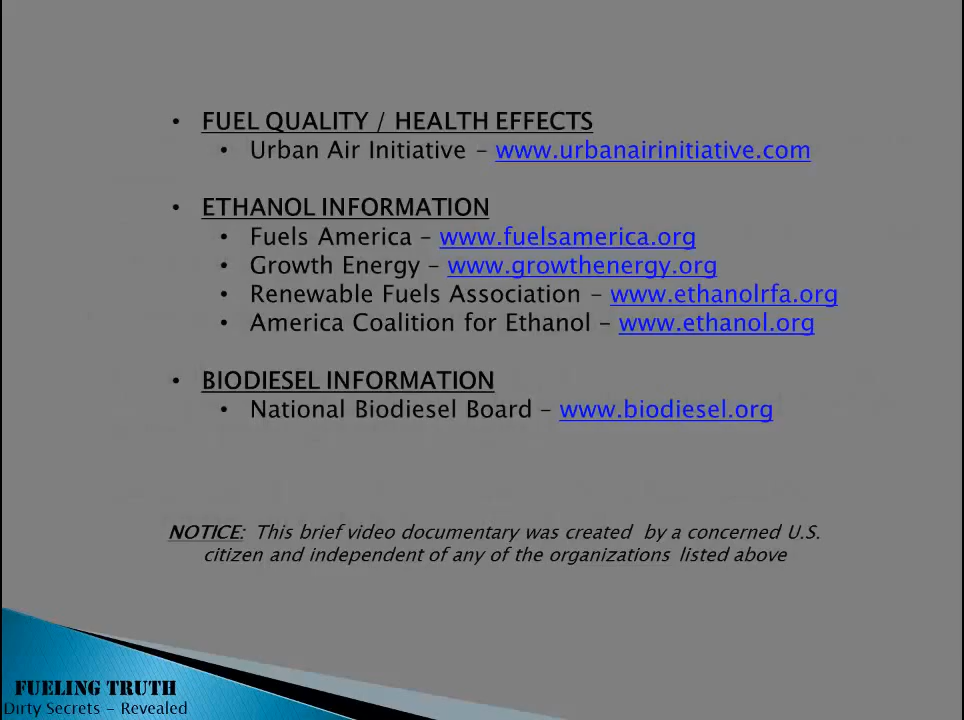 • FUEL QUALITY / HEALTH EFFECTS
• Urban Air Initiative – www.urbanairinitiative.com
• ETHANOL INFORMATION
• Fuels America – www.fuelsamerica.org
• Growth Energy – www.growthenergy.org
• Renewable Fuels Association – www.ethanolrfa.org
• America Coalition for Ethanol – www.ethanol.org
• BIODIESEL INFORMATION
• National Biodiesel Board – www.biodiesel.org
NOTICE: This brief video documentary was created by a concerned U.S.
citizen and independent of any of the organizations listed above
FUELING TRUTH
Dirty Secrets – Revealed